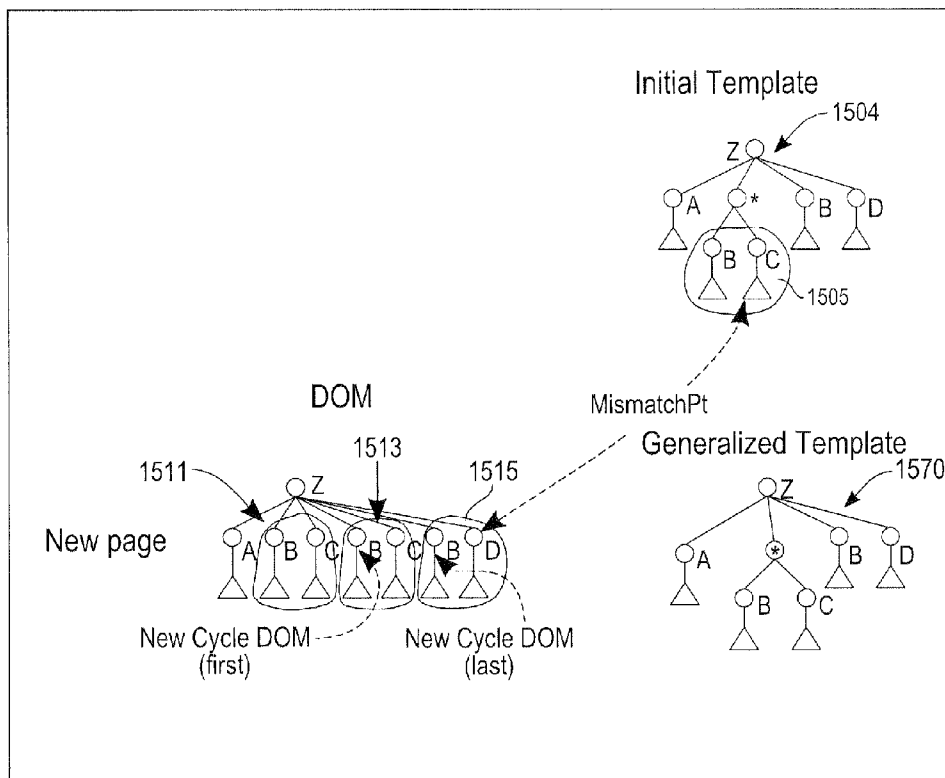 Initial Template
1504
Z
A * B D
B C
1505
MismatchPt
DOM
1511 1513 1515
Z
New page
A B C B C B D
New Cycle DOM
(first)
New Cycle DOM
(last)
Generalized Template
1570
Z
A * B D
B C